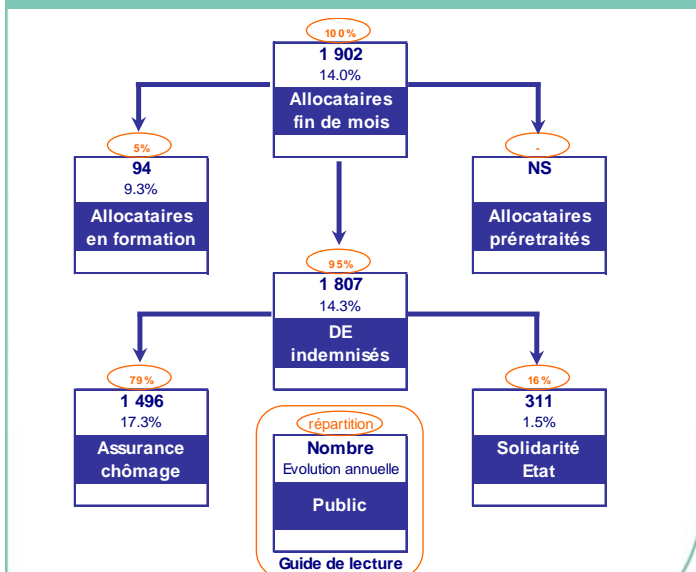 100%
1 902
14.0%
Allocataires
fin de mois
5%
94
9.3%
Allocataires
en formation
-
NS
Allocataires
préretraités
95%
1 807
14.3%
DE
indemnisés
79%
1 496
17.3%
Assurance
chômage
répartition
Nombre
Evolution annuelle
Public
Guide de lecture
16%
311
1.5%
Solidarité
Etat